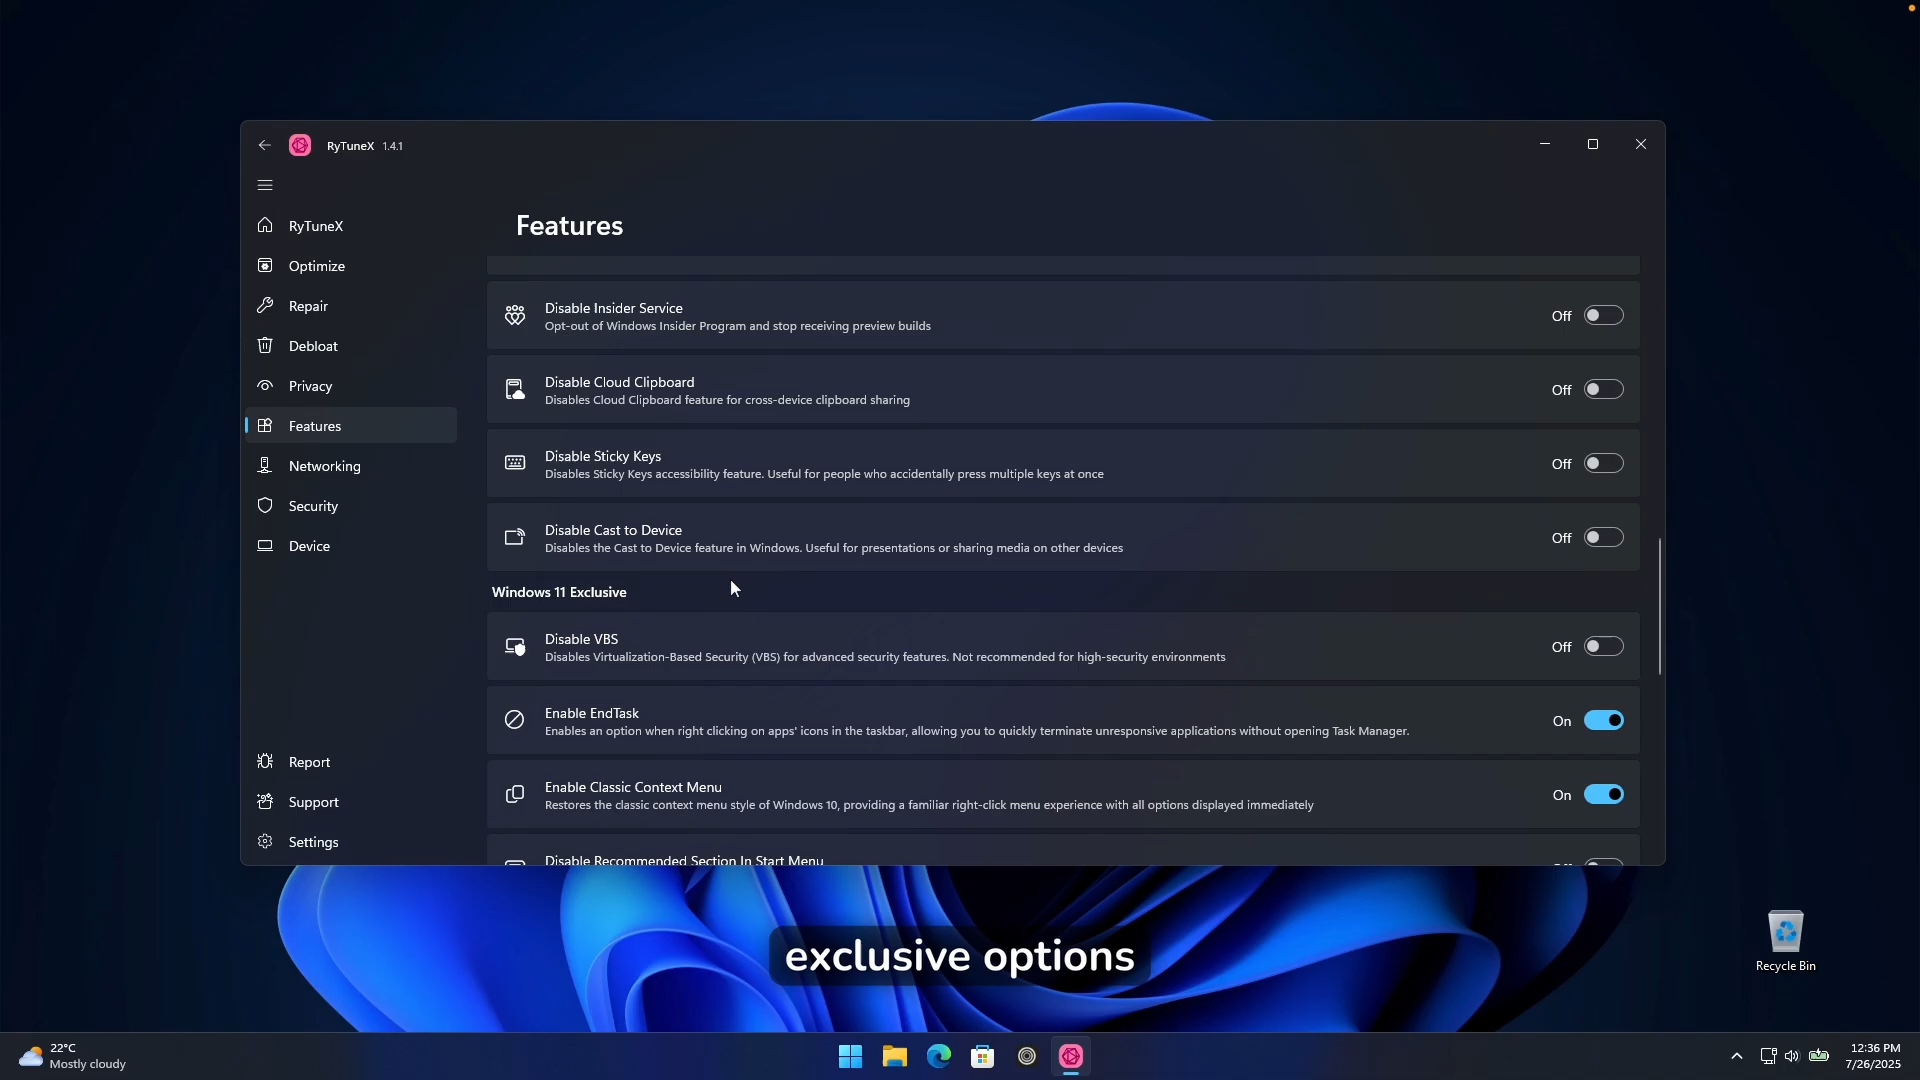 RyTuneX 1.4.1
RyTuneX
Optimize
Repair
Debloat
Privacy
Features
Networking
Security
Device
Report
Support
Settings
Features
Disable Insider Service
Opt-out of Windows Insider Program and stop receiving preview builds
Off
Disable Cloud Clipboard
Disables Cloud Clipboard feature for cross-device clipboard sharing
Off
Disable Sticky Keys
Disables Sticky Keys accessibility feature. Useful for people who accidentally press multiple keys at once
Off
Disable Cast to Device
Disables the Cast to Device feature in Windows. Useful for presentations or sharing media on other devices
Off
Windows 11 Exclusive
Disable VBS
Disables Virtualization-Based Security (VBS) for advanced security features. Not recommended for high-security environments
Off
Enable EndTask
Enables an option when right clicking on apps' icons in the taskbar, allowing you to quickly terminate unresponsive applications without opening Task Manager.
On
Enable Classic Context Menu
Restores the classic context menu style of Windows 10, providing a familiar right-click menu experience with all options displayed immediately
On
Disable Recommended Section In Start Menu
exclusive options
Recycle Bin
22°C
Mostly cloudy
12:36 PM
7/26/2025